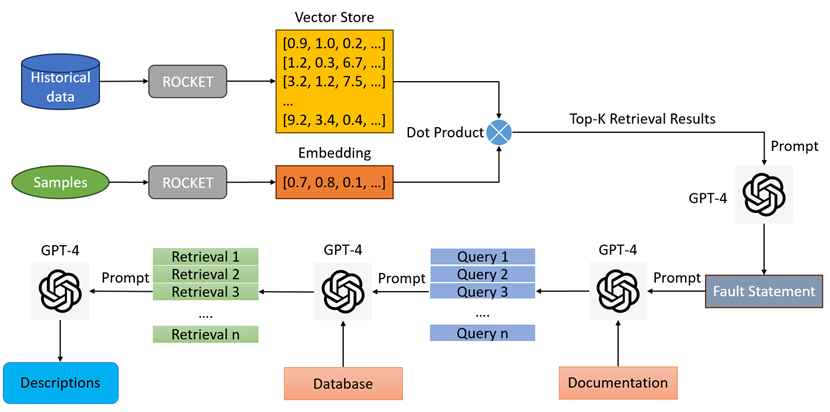 Vector Store
[0.9, 1.0, 0.2, ...]
[1.2, 0.3, 6.7, ...]
[3.2, 1.2, 7.5, ...]
...
[9.2, 3.4, 0.4, ...]
Historical
data
ROCKET
Dot Product
Top-K Retrieval Results
Prompt
Embedding
Samples
ROCKET
[0.7, 0.8, 0.1, ...]
GPT-4
GPT-4
Prompt
Retrieval 1
Retrieval 2
Retrieval 3
....
Retrieval n
GPT-4
Prompt
Query 1
Query 2
Query 3
....
Query n
GPT-4
Prompt
Fault Statement
Descriptions
Database
Documentation